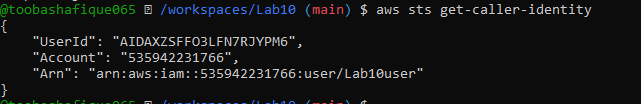 @toobashafique065 /workspaces/Lab10 (main) $ aws sts get-caller-identity
{
    "UserId": "AIDAXZSFFO3LFN7RJYPM6",
    "Account": "535942231766",
    "Arn": "arn:aws:iam::535942231766:user/Lab10user"
}
@toobashafique065 /workspaces/Lab10 (main) $